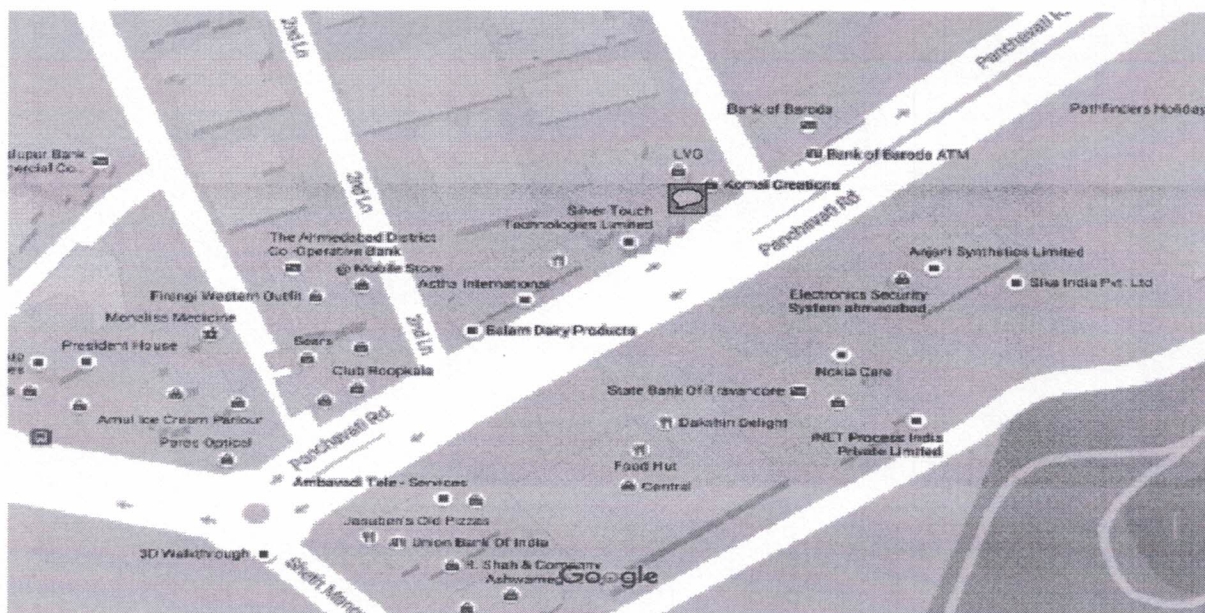 2nd Ln
Panchavati Rd
Bank of Baroda
Pathfinders Holiday
Bank of Baroda ATM
LVG
Komal Creations
2nd Ln
Silver Touch
Technologies Limited
Panchavati Rd
The Ahmedabad District
Co-Operative Bank
Mobile Store
Anjani Synthetics Limited
Astha International
Sika India Pvt. Ltd
Firangi Western Outfit
Electronics Security
System ahmedabad
Monalisa Medicine
2nd Ln
Balam Dairy Products
President House
Sears
Nokia Care
Club Roopkala
State Bank Of Travancore
Amul Ice Cream Parlour
Panchavati Rd
Dakshin Delight
INET Process India
Private Limited
Paras Optical
Food Hut
Ambavadi Tele - Services
Central
Jasuben's Old Pizzas
Union Bank Of India
3D Walkthrough
Shah & Company
Google